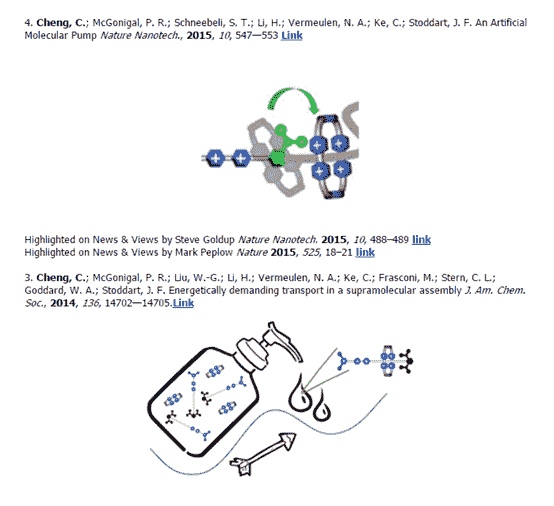 4. Cheng, C.; McGonigal, P. R.; Schneebeli, S. T.; Li, H.; Vermeulen, N. A.; Ke, C.; Stoddart, J. F. An Artificial
Molecular Pump Nature Nanotech., 2015, 10, 547—553 Link
Highlighted on News & Views by Steve Goldup Nature Nanotech. 2015, 10, 488–489 link
Highlighted on News & Views by Mark Peplow Nature 2015, 525, 18–21 link
3. Cheng, C.; McGonigal, P. R.; Liu, W.-G.; Li, H.; Vermeulen, N. A.; Ke, C.; Frasconi, M.; Stern, C. L.;
Goddard, W. A.; Stoddart, J. F. Energetically demanding transport in a supramolecular assembly J. Am. Chem.
Soc., 2014, 136, 14702—14705.Link